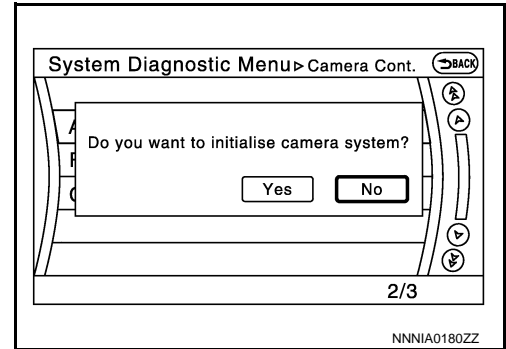 System Diagnostic Menu▷Camera Cont.
BACK
Do you want to initialise camera system?
Yes
No
2/3
NNNIA0180ZZ